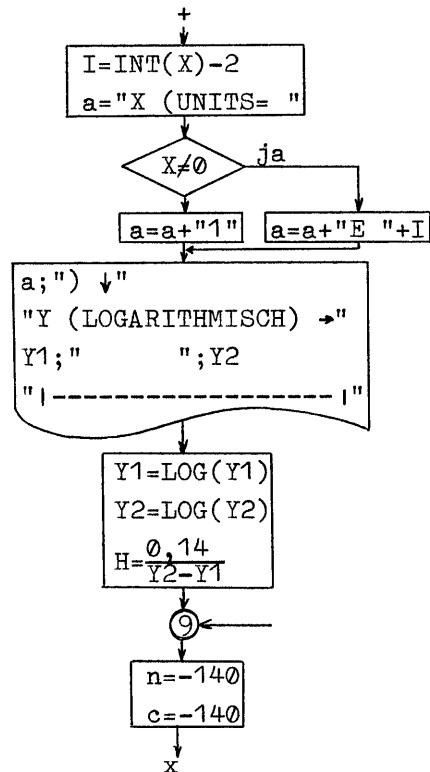 +
I=INT(X)-2
a="X (UNITS= "
X≠0
ja
a=a+"1"
a=a+"E "+I
a;") ↓"
"Y (LOGARITHMISCH) →"
Y1;"        ";Y2
"|-----------------------|"
Y1=LOG(Y1)
Y2=LOG(Y2)
H=0,14
Y2-Y1
9
n=-140
c=-140
x